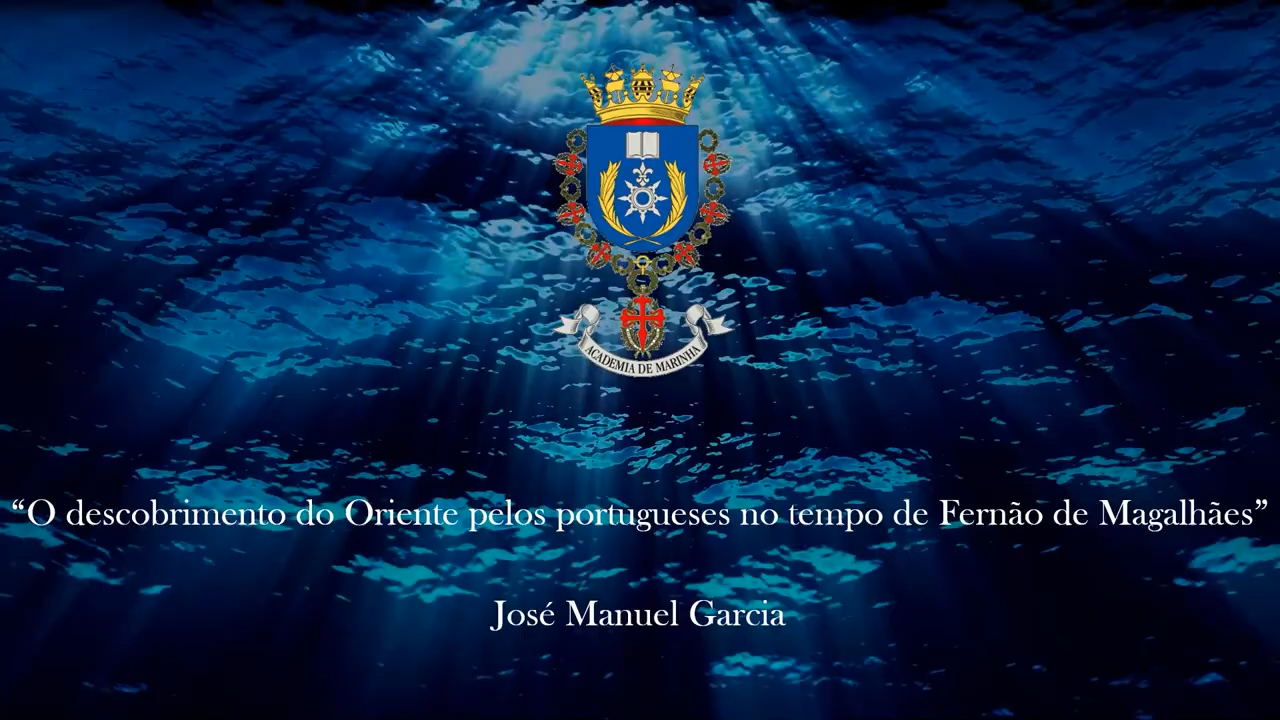 ACADEMIA DE MARINHA
“O descobrimento do Oriente pelos portugueses no tempo de Fernão de Magalhães”
José Manuel Garcia